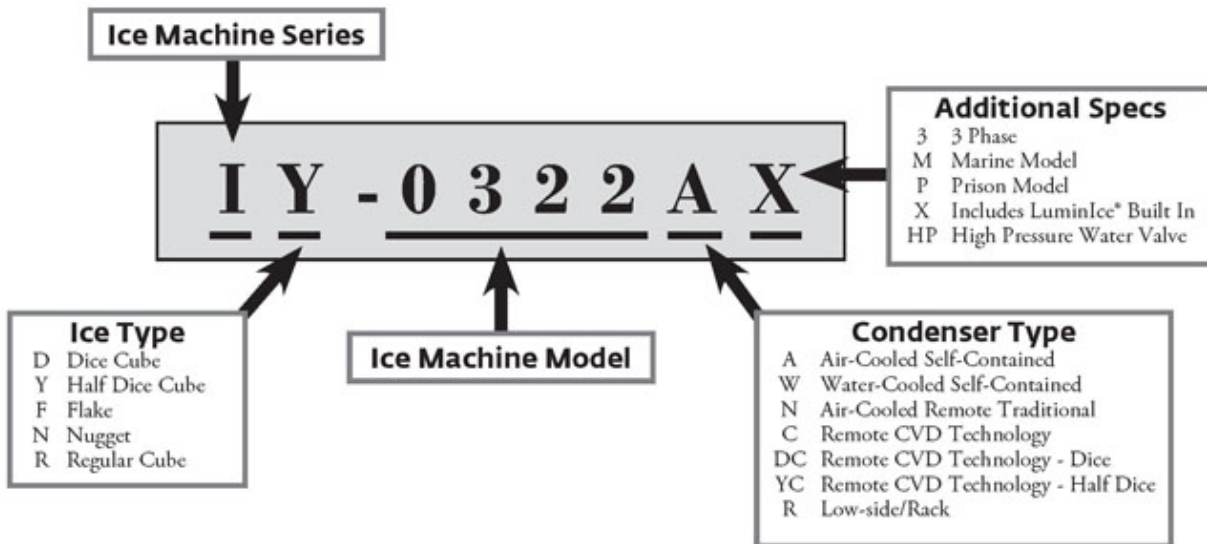 Ice Machine Series
I Y - 0 3 2 2 A X
Additional Specs
3 3 Phase
M Marine Model
P Prison Model
X Includes LuminIce® Built In
HP High Pressure Water Valve
Ice Type
D Dice Cube
Y Half Dice Cube
F Flake
N Nugget
R Regular Cube
Ice Machine Model
Condenser Type
A Air-Cooled Self-Contained
W Water-Cooled Self-Contained
N Air-Cooled Remote Traditional
C Remote CVD Technology
DC Remote CVD Technology - Dice
YC Remote CVD Technology - Half Dice
R Low-side/Rack